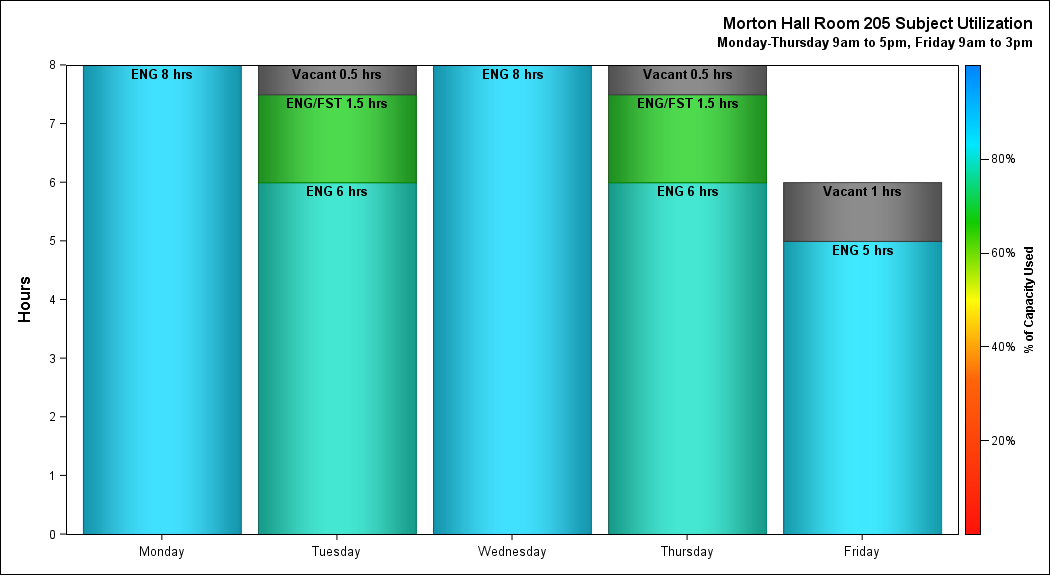 Morton Hall Room 205 Subject Utilization
Monday-Thursday 9am to 5pm, Friday 9am to 3pm
Hours
8
7
6
5
4
3
2
1
0
ENG 8 hrs
Vacant 0.5 hrs
ENG/FST 1.5 hrs
ENG 6 hrs
ENG 8 hrs
Vacant 0.5 hrs
ENG/FST 1.5 hrs
ENG 6 hrs
Vacant 1 hrs
ENG 5 hrs
Monday
Tuesday
Wednesday
Thursday
Friday
80%
60%
40%
20%
% of Capacity Used